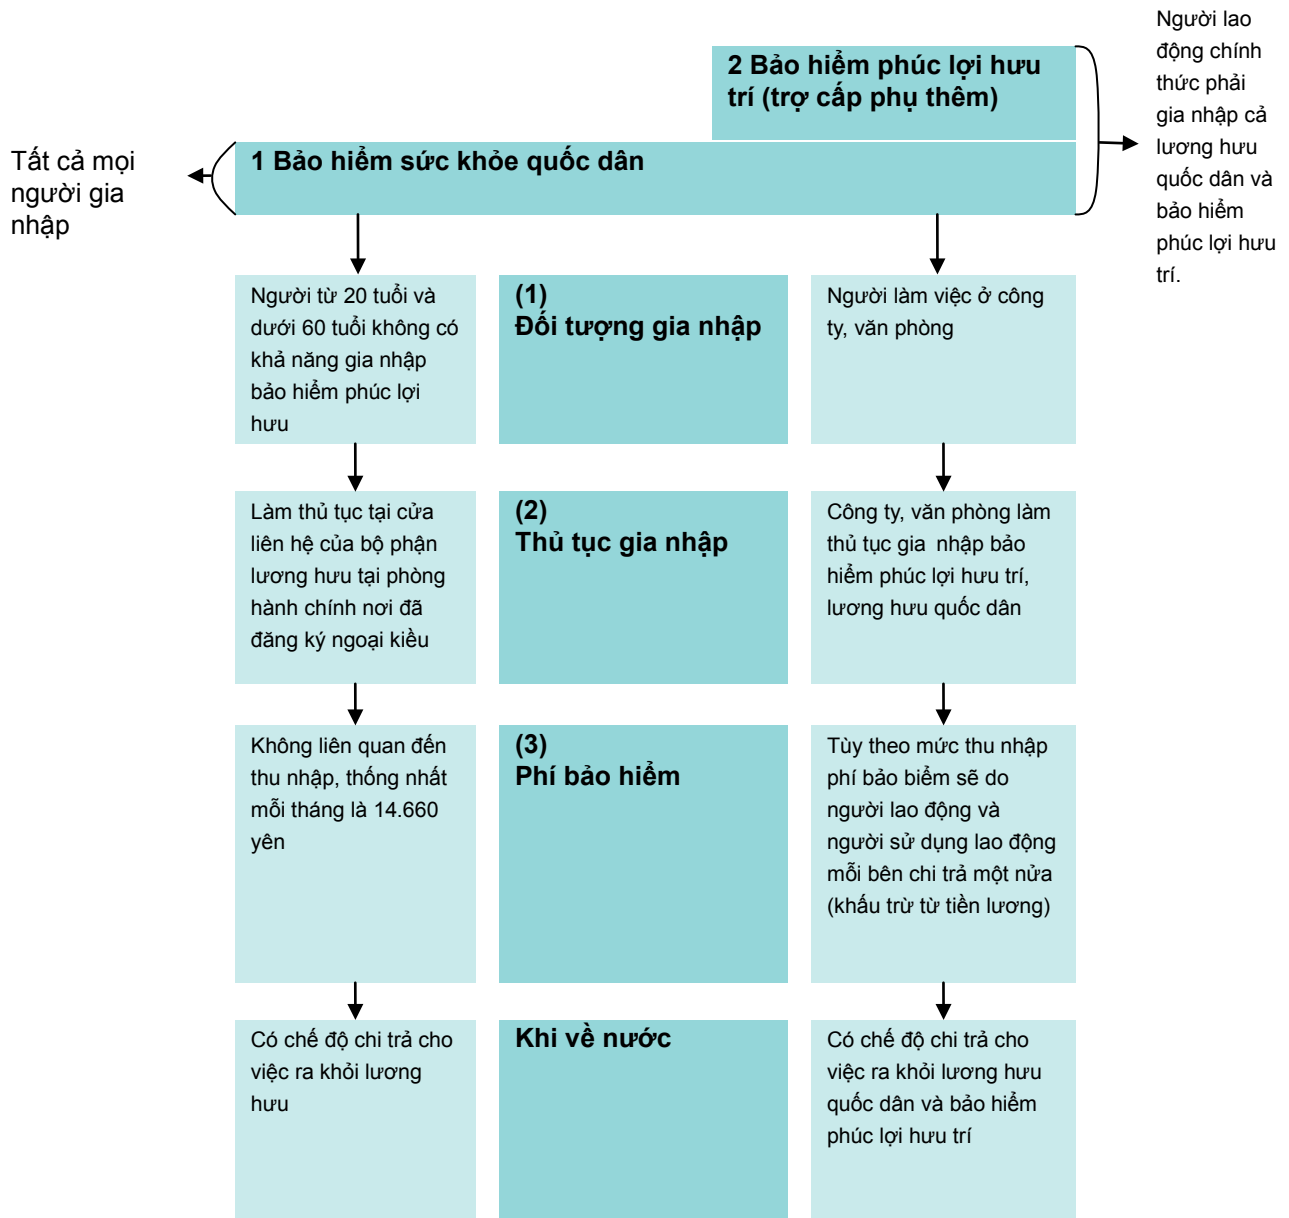 Người lao
động chính
thức phải
gia nhập cả
lương hưu
quốc dân và
bảo hiểm
phúc lợi hưu
trí.
2 Bảo hiểm phúc lợi hưu
trí (trợ cấp phụ thêm)
Tất cả mọi
người gia
nhập
1 Bảo hiểm sức khỏe quốc dân
Người từ 20 tuổi và
dưới 60 tuổi không có
khả năng gia nhập
bảo hiểm phúc lợi
hưu
(1)
Đối tượng gia nhập
Người làm việc ở công
ty, văn phòng
Làm thủ tục tại cửa
liên hệ của bộ phận
lương hưu tại phòng
hành chính nơi đã
đăng ký ngoại kiều
(2)
Thủ tục gia nhập
Công ty, văn phòng làm
thủ tục gia nhập bảo
hiểm phúc lợi hưu trí,
lương hưu quốc dân
Không liên quan đến
thu nhập, thống nhất
mỗi tháng là 14.660
yên
(3)
Phí bảo hiểm
Tùy theo mức thu nhập
phí bảo biểm sẽ do
người lao động và
người sử dụng lao động
mỗi bên chi trả một nửa
(khấu trừ từ tiền lương)
Có chế độ chi trả cho
việc ra khỏi lương
hưu
Khi về nước
Có chế độ chi trả cho
việc ra khỏi lương hưu
quốc dân và bảo hiểm
phúc lợi hưu trí